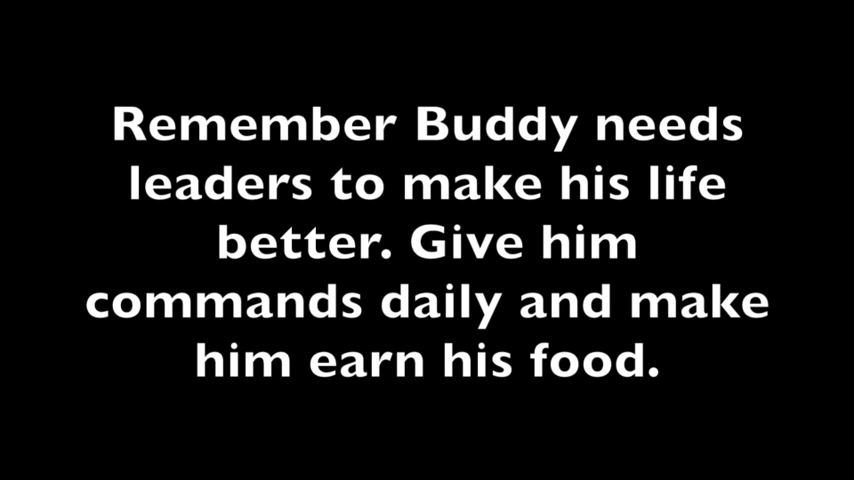 Remember Buddy needs
leaders to make his life
better. Give him
commands daily and make
him earn his food.